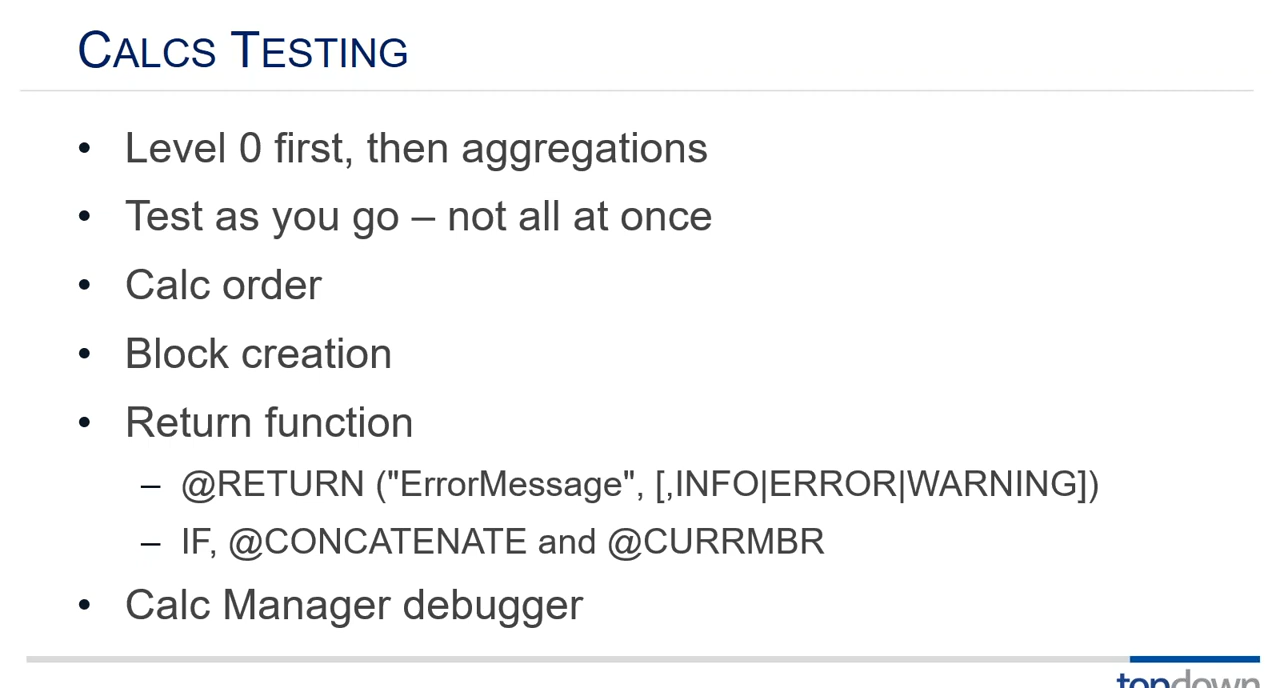 CALCS TESTING
• Level 0 first, then aggregations
• Test as you go – not all at once
• Calc order
• Block creation
• Return function
– @RETURN ("ErrorMessage", [,INFO|ERROR|WARNING])
– IF, @CONCATENATE and @CURRMBR
• Calc Manager debugger
topdown